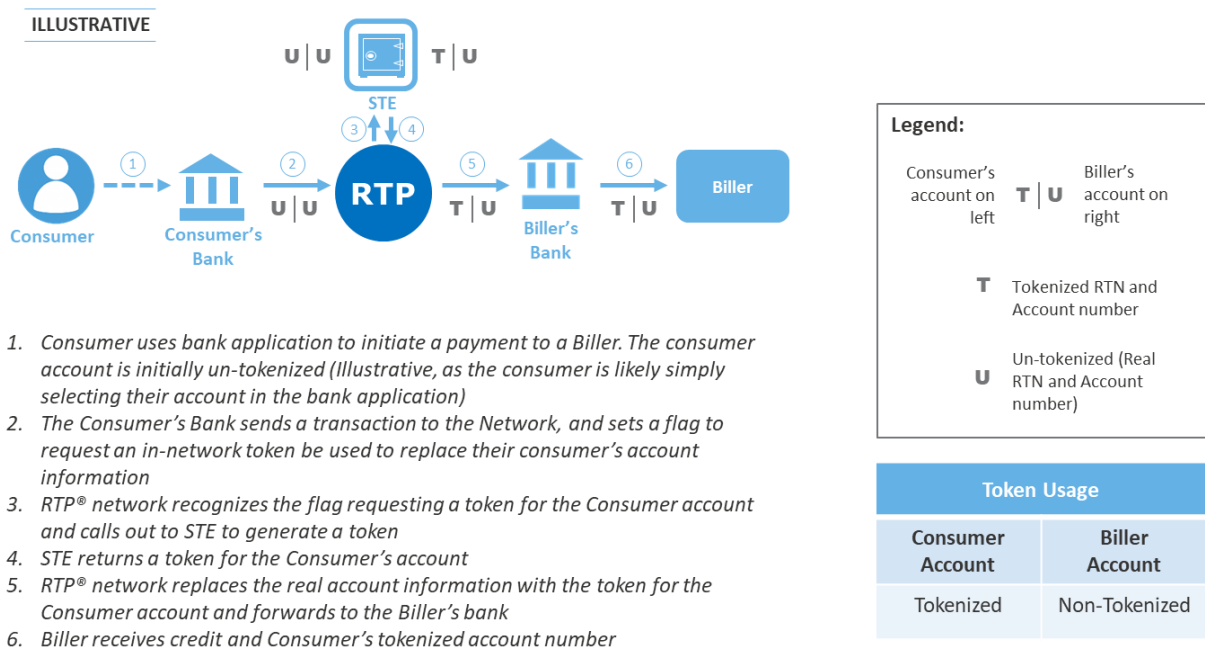 ILLUSTRATIVE
U | U
T | U
STE
3
4
1
2
5
6
RTP
Biller
U | U
T | U
T | U
Consumer
Consumer's
Bank
Biller's
Bank
1. Consumer uses bank application to initiate a payment to a Biller. The consumer
account is initially un-tokenized (Illustrative, as the consumer is likely simply
selecting their account in the bank application)
2. The Consumer's Bank sends a transaction to the Network, and sets a flag to
request an in-network token be used to replace their consumer's account
information
3. RTP® network recognizes the flag requesting a token for the Consumer account
and calls out to STE to generate a token
4. STE returns a token for the Consumer's account
5. RTP® network replaces the real account information with the token for the
Consumer account and forwards to the Biller's bank
6. Biller receives credit and Consumer's tokenized account number
Legend:
Consumer's
account on
left
T | U
Biller's
account on
right
T
Tokenized RTN and
Account number
U
Un-tokenized (Real
RTN and Account
number)
Token Usage
Consumer
Account
Biller
Account
Tokenized
Non-Tokenized